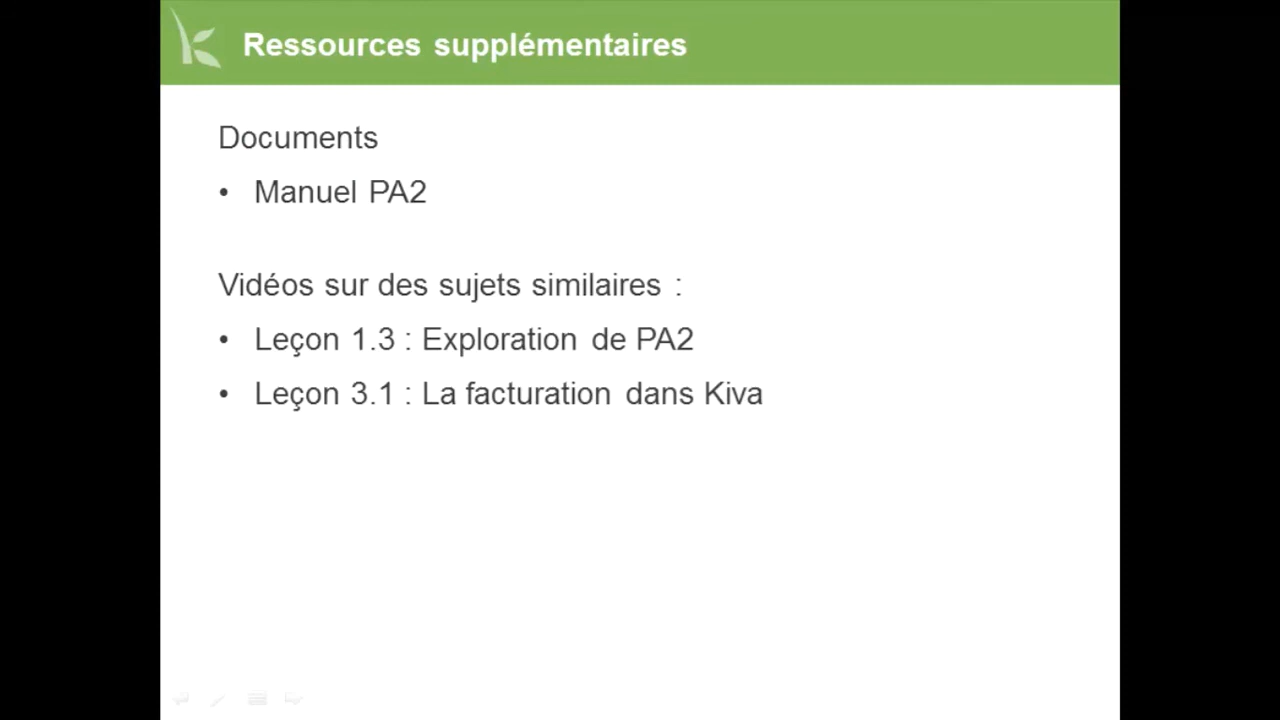 Ressources supplémentaires
Documents
• Manuel PA2
Vidéos sur des sujets similaires :
• Leçon 1.3 : Exploration de PA2
• Leçon 3.1 : La facturation dans Kiva